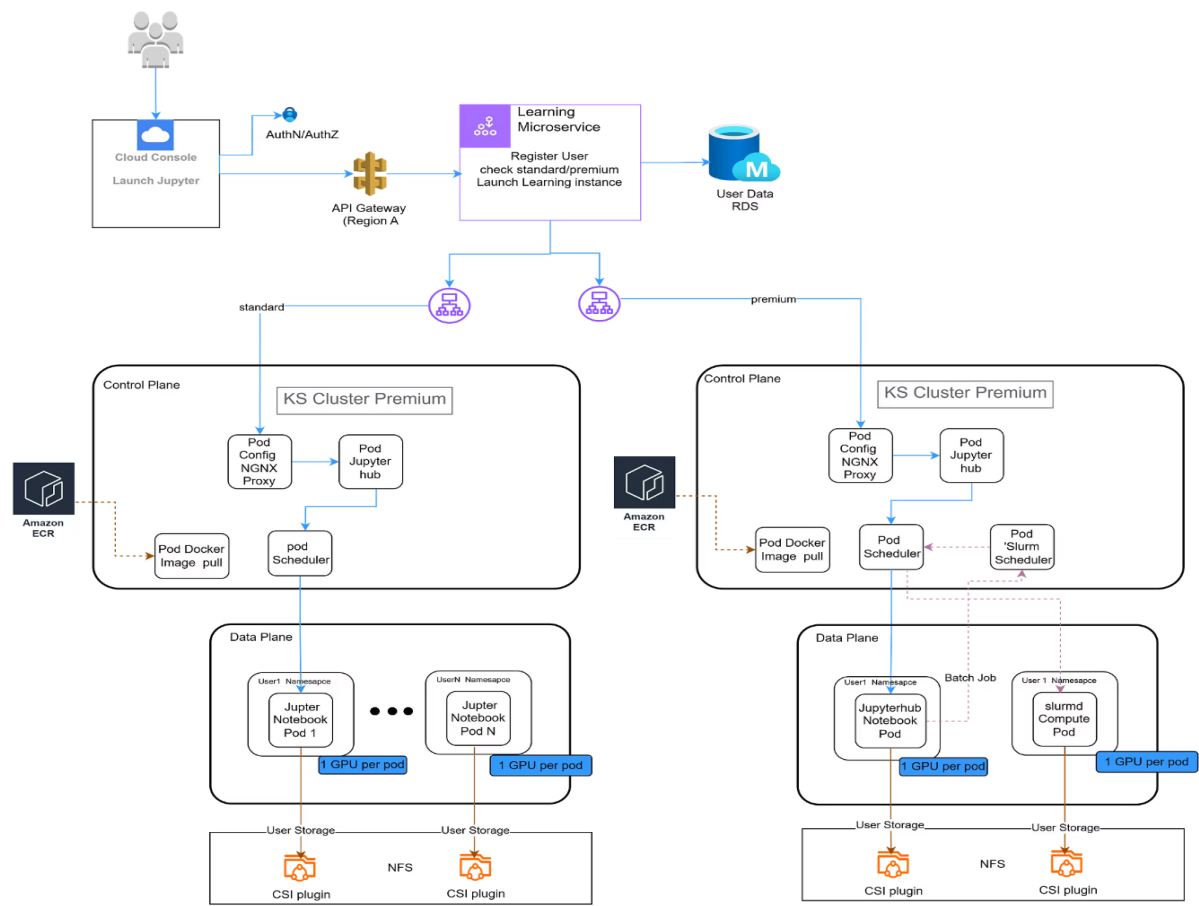 Learning
Microservice
Register User
check standard/premium
Launch Learning instance
AuthN/AuthZ
Cloud Console
Launch Jupyter
API Gateway
(Region A
M
User Data
RDS
standard
premium
Control Plane
KS Cluster Premium
Pod
Config
NGNX
Proxy
Pod
Jupyter
hub
Amazon
ECR
Pod Docker
Image pull
pod
Scheduler
Data Plane
User1 Namesapce
Jupter
Notebook
Pod 1
1 GPU per pod
UserN Namesapce
Jupter
Notebook
Pod N
1 GPU per pod
User Storage
User Storage
NFS
CSI plugin
CSI plugin
Control Plane
KS Cluster Premium
Pod
Config
NGNX
Proxy
Pod
Jupyter
hub
Amazon
ECR
Pod Docker
Image pull
Pod
Scheduler
Pod
'Slurm
Scheduler
Data Plane
User1 Namesapce
Jupyterhub
Notebook
Pod
1 GPU per pod
Batch Job
User 1 Namesapce
slurmd
Compute
Pod
1 GPU per pod
User Storage
User Storage
NFS
CSI plugin
CSI plugin